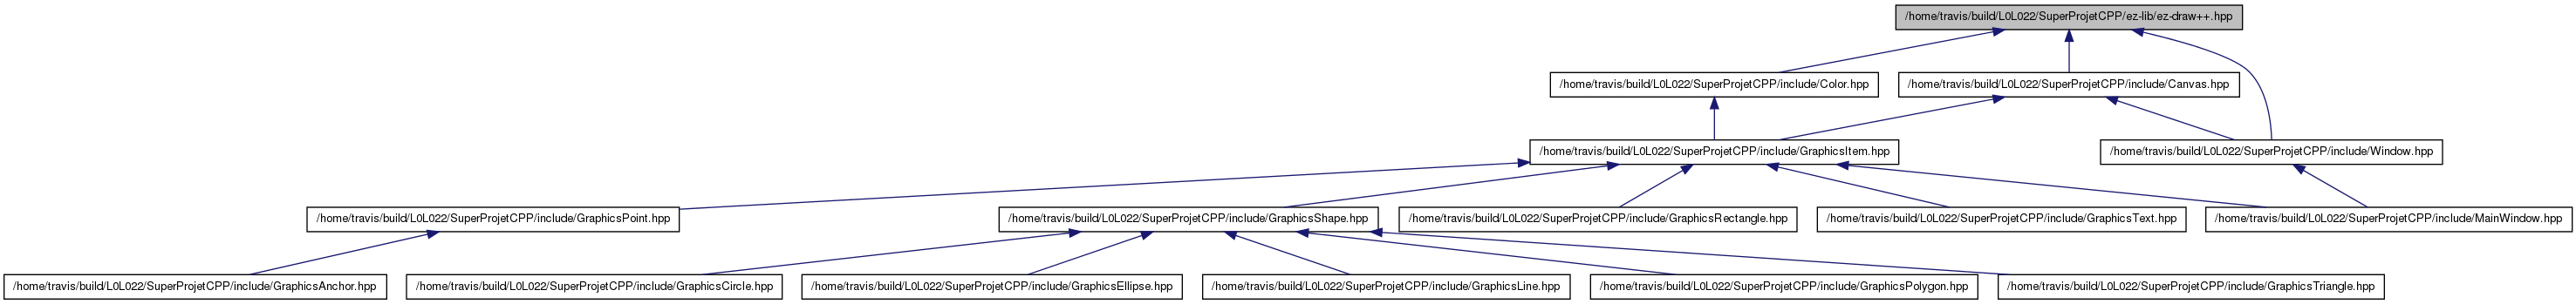 /home/travis/build/L0L022/SuperProjetCPP/ez-lib/ez-draw++.hpp
/home/travis/build/L0L022/SuperProjetCPP/include/Color.hpp
/home/travis/build/L0L022/SuperProjetCPP/include/Canvas.hpp
/home/travis/build/L0L022/SuperProjetCPP/include/GraphicsItem.hpp
/home/travis/build/L0L022/SuperProjetCPP/include/Window.hpp
/home/travis/build/L0L022/SuperProjetCPP/include/GraphicsPoint.hpp
/home/travis/build/L0L022/SuperProjetCPP/include/GraphicsShape.hpp
/home/travis/build/L0L022/SuperProjetCPP/include/GraphicsRectangle.hpp
/home/travis/build/L0L022/SuperProjetCPP/include/GraphicsText.hpp
/home/travis/build/L0L022/SuperProjetCPP/include/MainWindow.hpp
/home/travis/build/L0L022/SuperProjetCPP/include/GraphicsAnchor.hpp
/home/travis/build/L0L022/SuperProjetCPP/include/GraphicsCircle.hpp
/home/travis/build/L0L022/SuperProjetCPP/include/GraphicsEllipse.hpp
/home/travis/build/L0L022/SuperProjetCPP/include/GraphicsLine.hpp
/home/travis/build/L0L022/SuperProjetCPP/include/GraphicsPolygon.hpp
/home/travis/build/L0L022/SuperProjetCPP/include/GraphicsTriangle.hpp